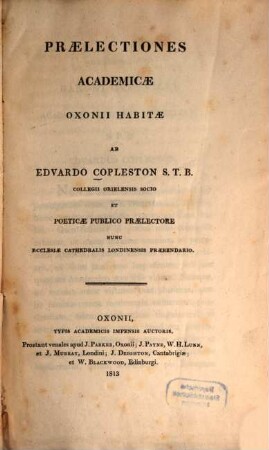 PRÆLECTIONES
ACADEMICÆ
OXONII HABITÆ
AB
EDVARDO COPLESTON S. T. B.
COLLEGII ORIELENSIS SOCIO
ET
POETICÆ PUBLICO PRÆLECTORE
NUNC
ECCLESIÆ CATHEDRALIS LONDINENSIS PRÆBENDARIO.
OXONII,
TYPIS ACADEMICIS IMPENSIS AUCTORIS,
Prostant venales apud J. PARKER, Oxonii; J. PAYNE, W. H. LUNN,
et J. MURRAY, Londini; J. DEIGHTON, Cantabrigiæ;
et W. BLACKWOOD, Edinburgi.
1813